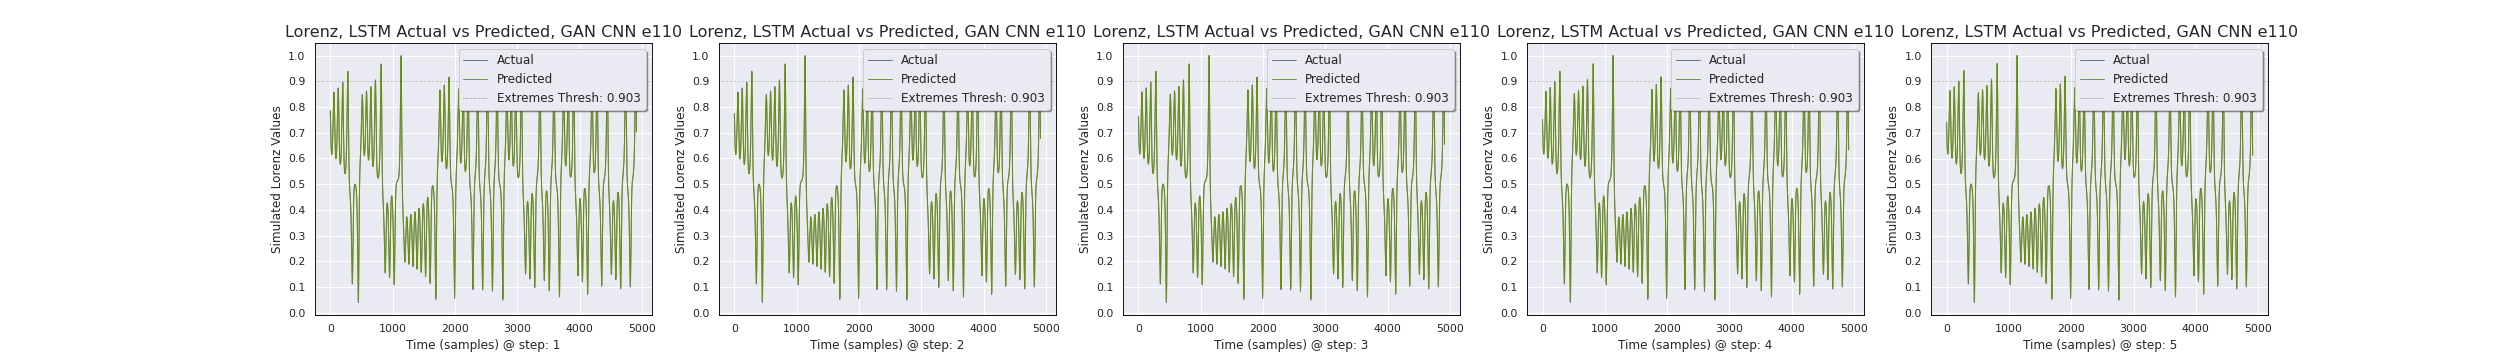 Lorenz, LSTM Actual vs Predicted, GAN CNN e110
Simulated Lorenz Values
1.0
0.9
0.8
0.7
0.6
0.5
0.4
0.3
0.2
0.1
0.0
Actual
Predicted
Extremes Thresh: 0.903
0 1000 2000 3000 4000 5000
Time (samples) @ step: 1
Lorenz, LSTM Actual vs Predicted, GAN CNN e110
Simulated Lorenz Values
1.0
0.9
0.8
0.7
0.6
0.5
0.4
0.3
0.2
0.1
0.0
Actual
Predicted
Extremes Thresh: 0.903
0 1000 2000 3000 4000 5000
Time (samples) @ step: 2
Lorenz, LSTM Actual vs Predicted, GAN CNN e110
Simulated Lorenz Values
1.0
0.9
0.8
0.7
0.6
0.5
0.4
0.3
0.2
0.1
0.0
Actual
Predicted
Extremes Thresh: 0.903
0 1000 2000 3000 4000 5000
Time (samples) @ step: 3
Lorenz, LSTM Actual vs Predicted, GAN CNN e110
Simulated Lorenz Values
1.0
0.9
0.8
0.7
0.6
0.5
0.4
0.3
0.2
0.1
0.0
Actual
Predicted
Extremes Thresh: 0.903
0 1000 2000 3000 4000 5000
Time (samples) @ step: 4
Lorenz, LSTM Actual vs Predicted, GAN CNN e110
Simulated Lorenz Values
1.0
0.9
0.8
0.7
0.6
0.5
0.4
0.3
0.2
0.1
0.0
Actual
Predicted
Extremes Thresh: 0.903
0 1000 2000 3000 4000 5000
Time (samples) @ step: 5